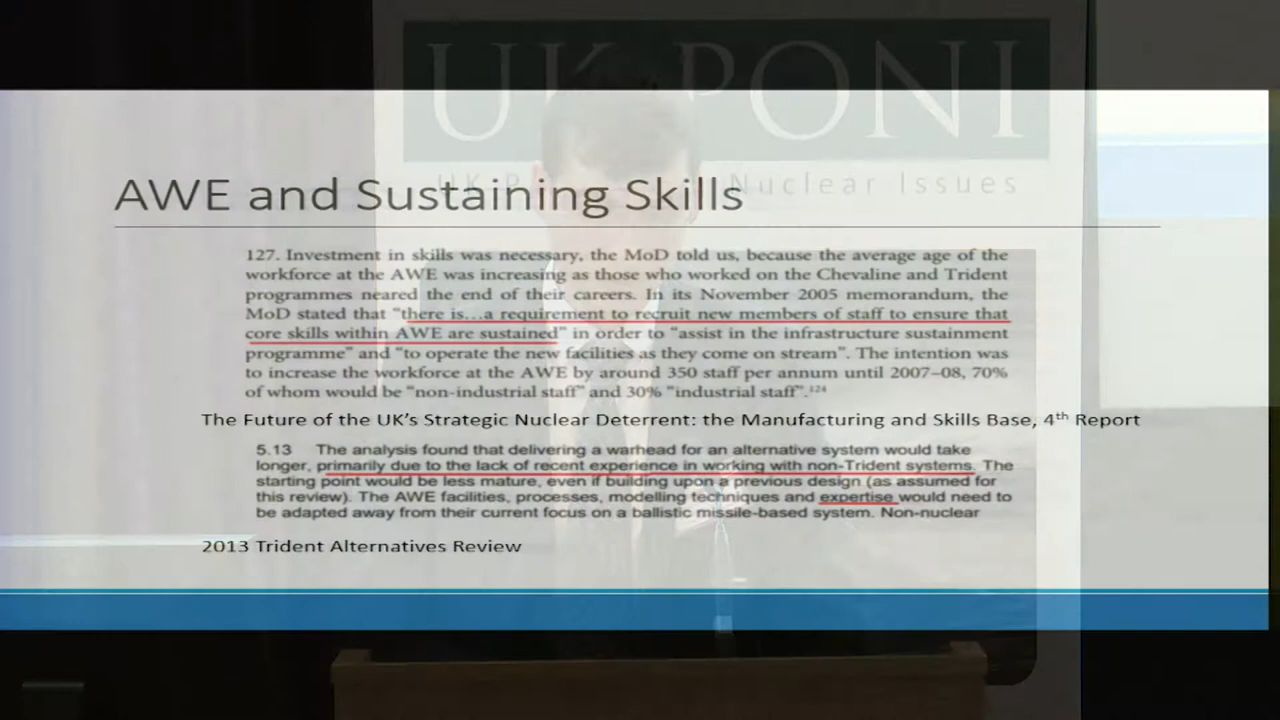 UK PONI
Nuclear Issues
AWE and Sustaining Skills
127. Investment in skills was necessary, the MoD told us, because the average age of the
workforce at the AWE was increasing as those who worked on the Chevaline and Trident
programmes neared the end of their careers. In its November 2005 memorandum, the
MoD stated that "there is...a requirement to recruit new members of staff to ensure that
core skills within AWE are sustained" in order to "assist in the infrastructure sustainment
programme" and "to operate the new facilities as they come on stream". The intention was
to increase the workforce at the AWE by around 350 staff per annum until 2007–08, 70%
of whom would be "non-industrial staff" and 30% "industrial staff".¹²⁴
The Future of the UK's Strategic Nuclear Deterrent: the Manufacturing and Skills Base, 4th Report
5.13 The analysis found that delivering a warhead for an alternative system would take
longer, primarily due to the lack of recent experience in working with non-Trident systems. The
starting point would be less mature, even if building upon a previous design (as assumed for
this review). The AWE facilities, processes, modelling techniques and expertise would need to
be adapted away from their current focus on a ballistic missile-based system. Non-nuclear
2013 Trident Alternatives Review